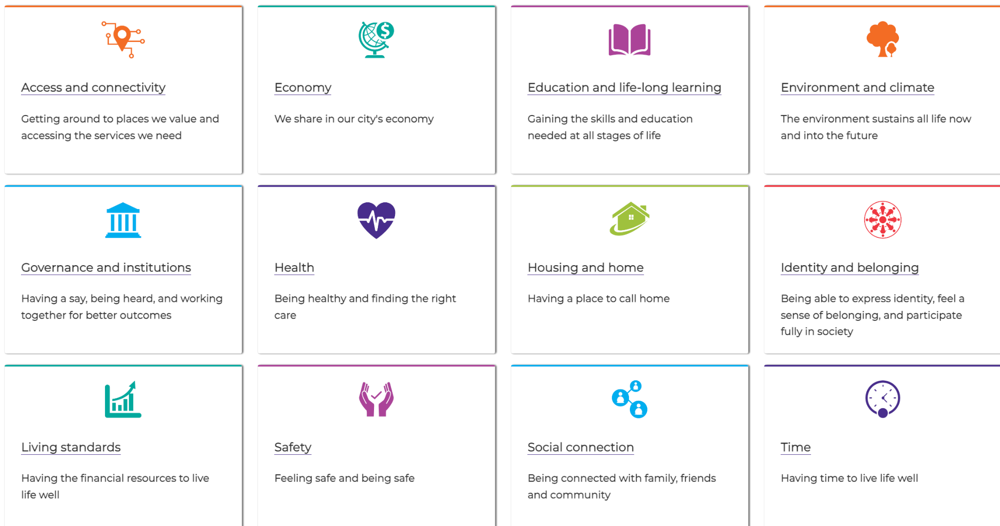 Access and connectivity
Getting around to places we value and
accessing the services we need
Economy
We share in our city's economy
Education and life-long learning
Gaining the skills and education
needed at all stages of life
Environment and climate
The environment sustains all life now
and into the future
Governance and institutions
Having a say, being heard, and working
together for better outcomes
Health
Being healthy and finding the right
care
Housing and home
Having a place to call home
Identity and belonging
Being able to express identity, feel a
sense of belonging, and participate
fully in society
Living standards
Having the financial resources to live
life well
Safety
Feeling safe and being safe
Social connection
Being connected with family, friends
and community
Time
Having time to live life well